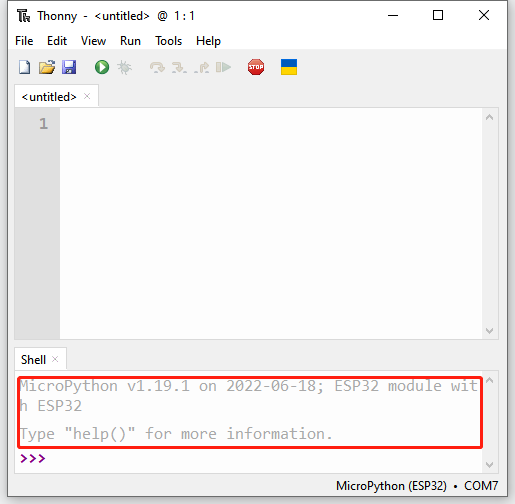 Thonny - <untitled> @ 1 : 1
File Edit View Run Tools Help
STOP
<untitled> ×
1
Shell ×
MicroPython v1.19.1 on 2022-06-18; ESP32 module wit
h ESP32
Type "help()" for more information.
>>>
MicroPython (ESP32) • COM7